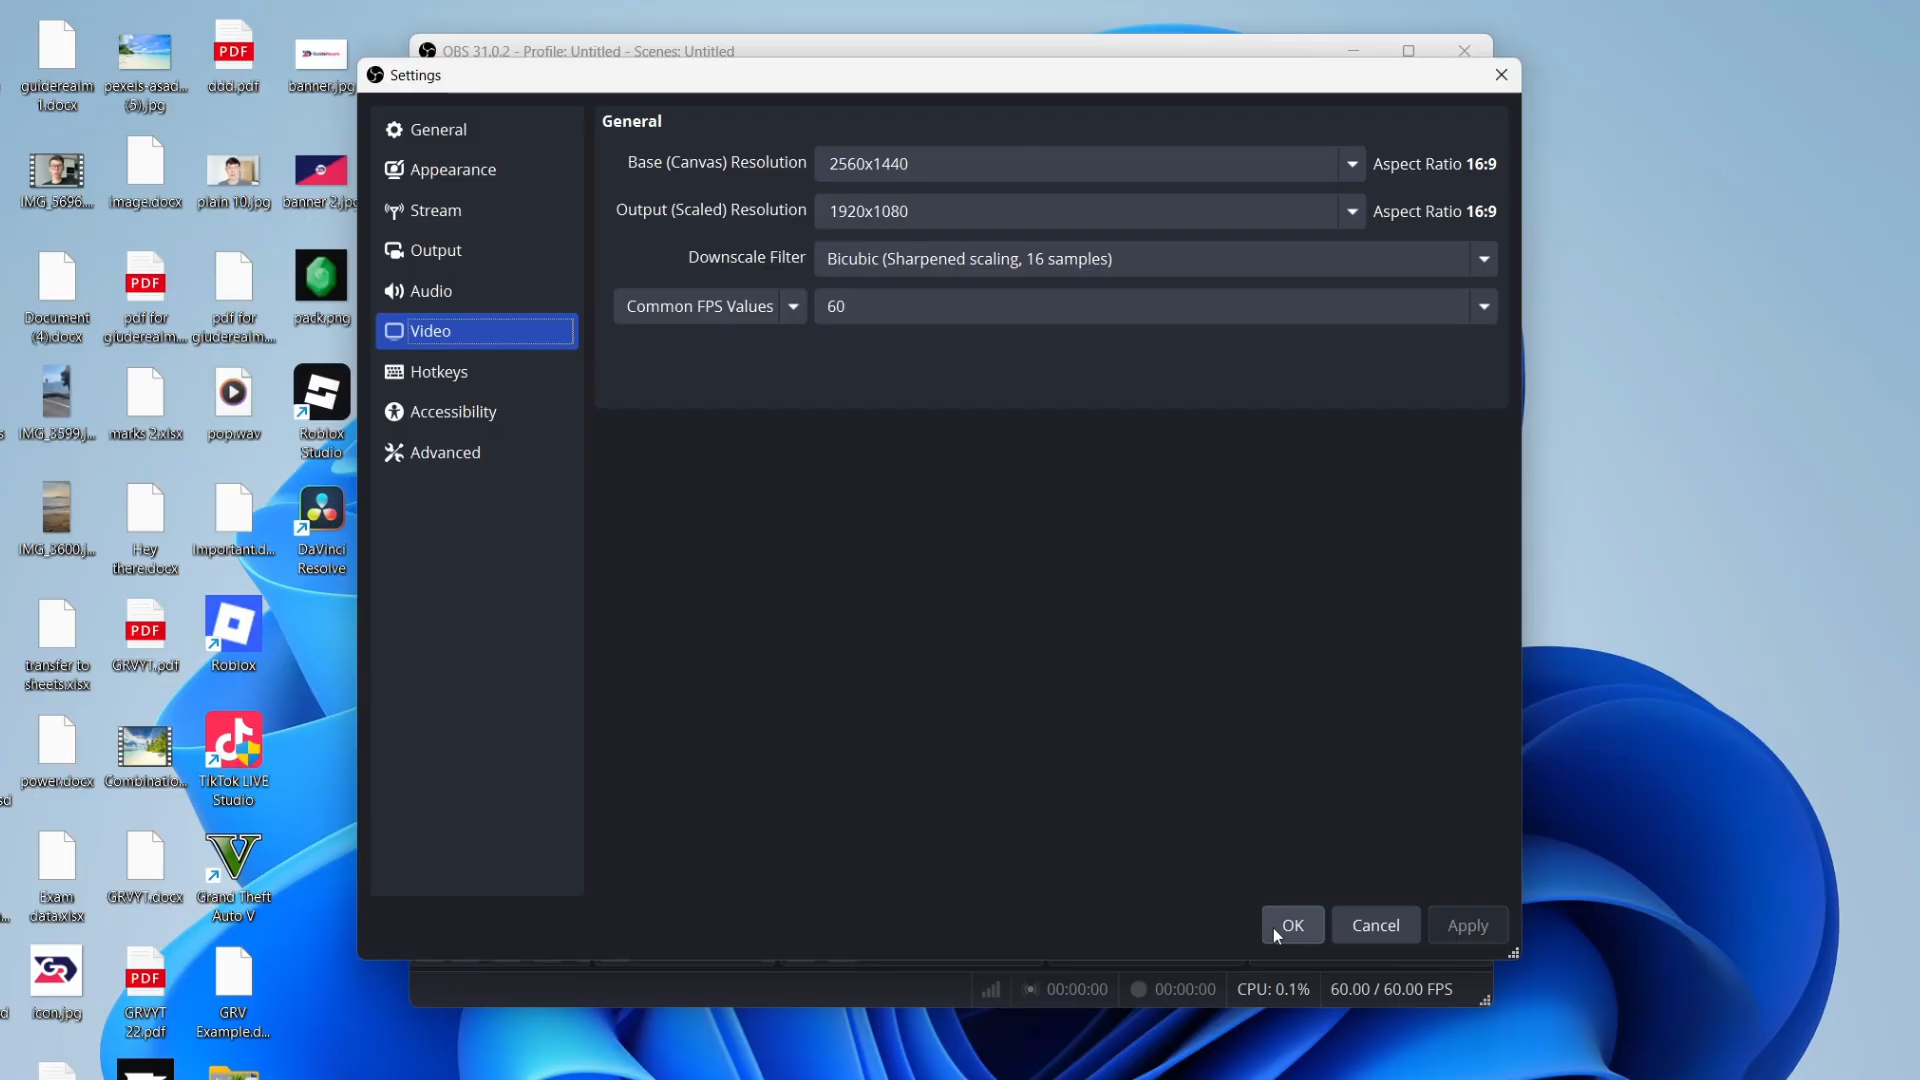 OBS 31.0.2 - Profile: Untitled - Scenes: Untitled
Settings
General
Appearance
Stream
Output
Audio
Video
Hotkeys
Accessibility
Advanced
General
Base (Canvas) Resolution 2560x1440 Aspect Ratio 16:9
Output (Scaled) Resolution 1920x1080 Aspect Ratio 16:9
Downscale Filter Bicubic (Sharpened scaling, 16 samples)
Common FPS Values 60
OK Cancel Apply
00:00:00 00:00:00 CPU: 0.1% 60.00 / 60.00 FPS
guiderealm
1.docx
pexels-asad...
(5).jpg
PDF
ddd.pdf
banner.jpg
IMG_5696....
image.docx
plain 10.jpg
banner 2.jpg
Document
(4).docx
PDF
pdf for
giuderealm....
pdf for
giuderealm....
pack.png
IMG_3599.j...
marks 2.xlsx
pop.wav
Roblox
Studio
IMG_3600.j...
Hey
there.docx
Important.d...
DaVinci
Resolve
transfer to
sheets.xlsx
PDF
GRVYT.pdf
Roblox
power.docx
Combinatio...
TikTok LIVE
Studio
Exam
data.xlsx
GRVYT.docx
V
Grand Theft
Auto V
GR
icon.jpg
PDF
GRVYT
22.pdf
GRV
Example.d...